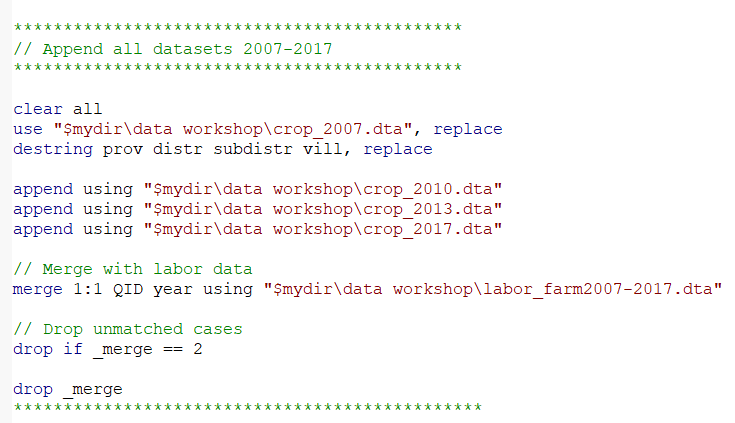 *********************************************
// Append all datasets 2007-2017
*********************************************
clear all
use "$mydir\data workshop\crop_2007.dta", replace
destring prov distr subdistr vill, replace
append using "$mydir\data workshop\crop_2010.dta"
append using "$mydir\data workshop\crop_2013.dta"
append using "$mydir\data workshop\crop_2017.dta"
// Merge with labor data
merge 1:1 QID year using "$mydir\data workshop\labor_farm2007-2017.dta"
// Drop unmatched cases
drop if _merge == 2
drop _merge
***********************************************